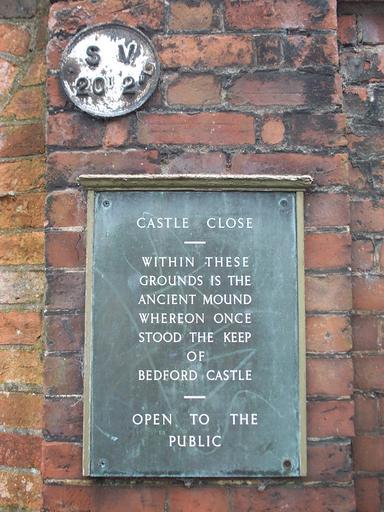 S V
20'2"
CASTLE CLOSE
WITHIN THESE
GROUNDS IS THE
ANCIENT MOUND
WHEREON ONCE
STOOD THE KEEP
OF
BEDFORD CASTLE
OPEN TO THE
PUBLIC